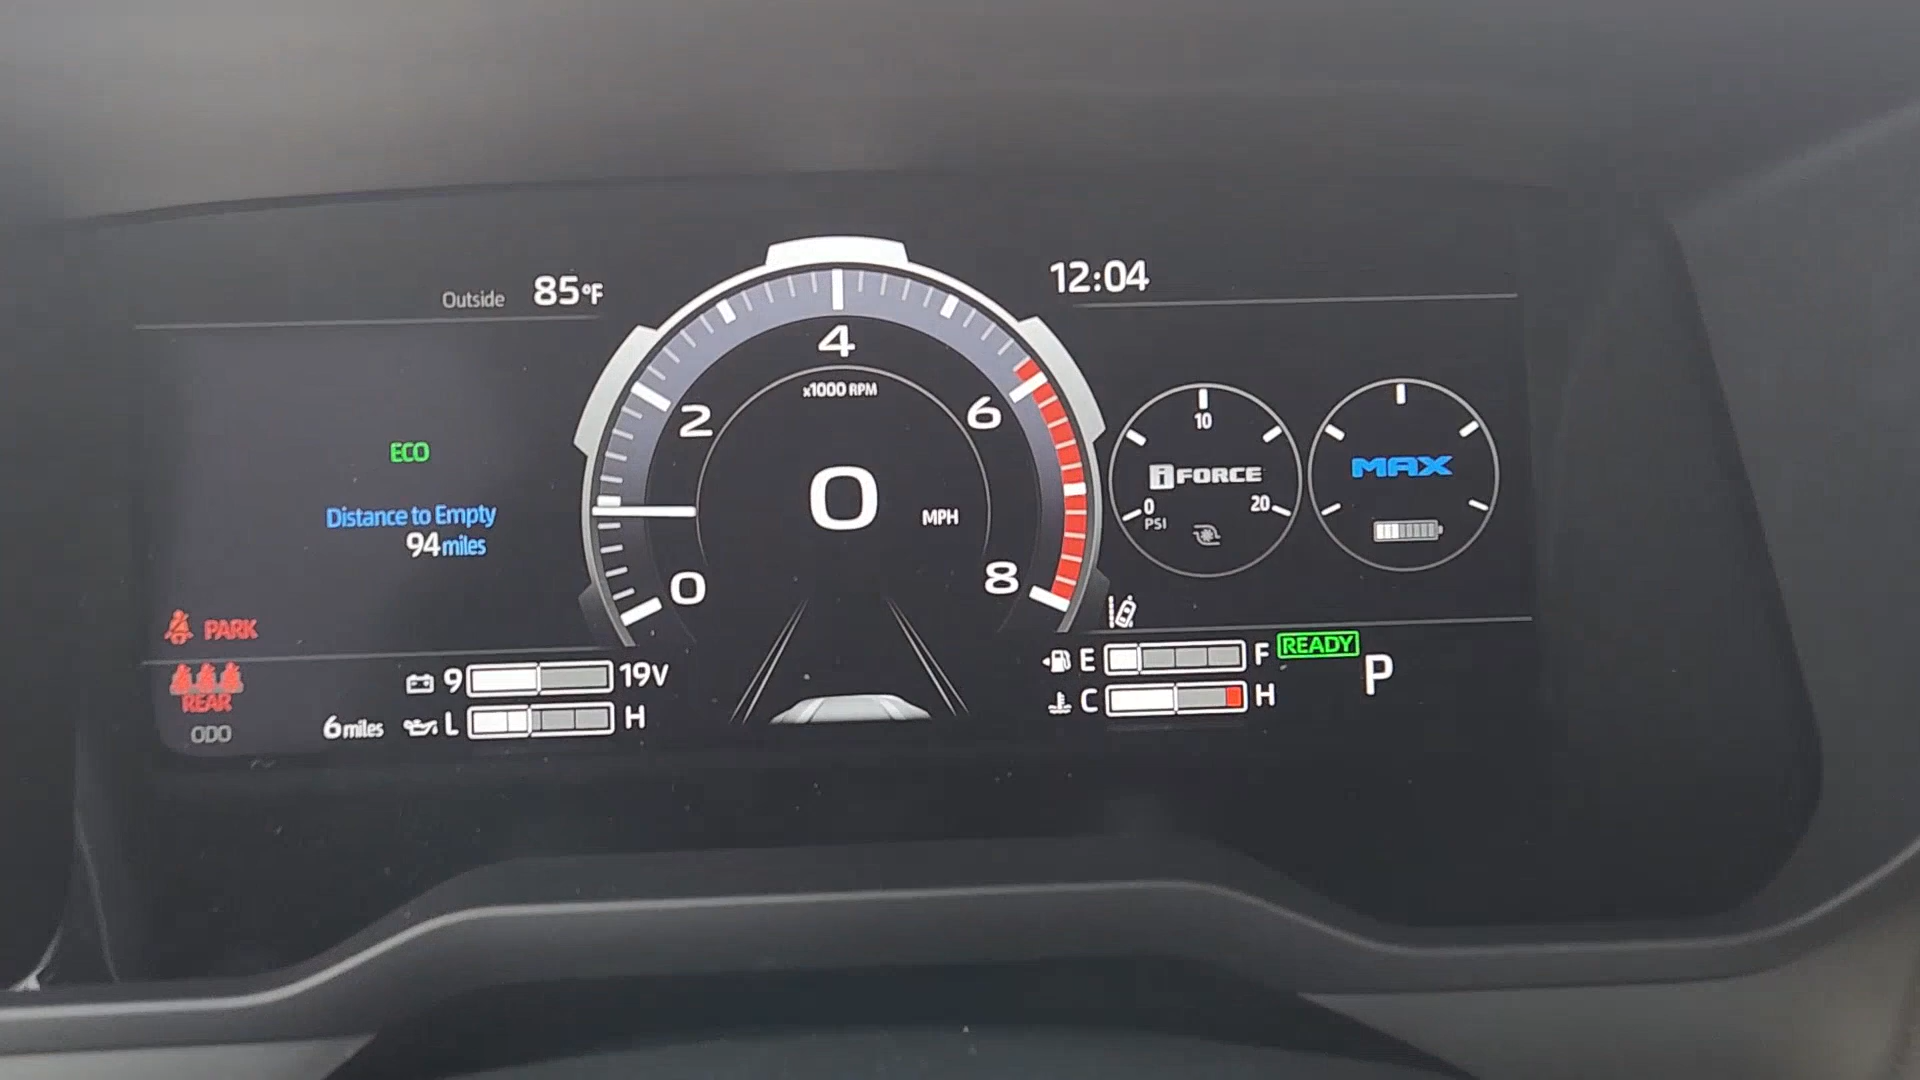 Outside 85°F
12:04
ECO
Distance to Empty
94 miles
PARK
REAR
ODO 6 miles
9 19V
L H
0
2
4
6
8
x1000 RPM
0 MPH
10
iFORCE
0 20
PSI
MAX
E F
C H
READY
P